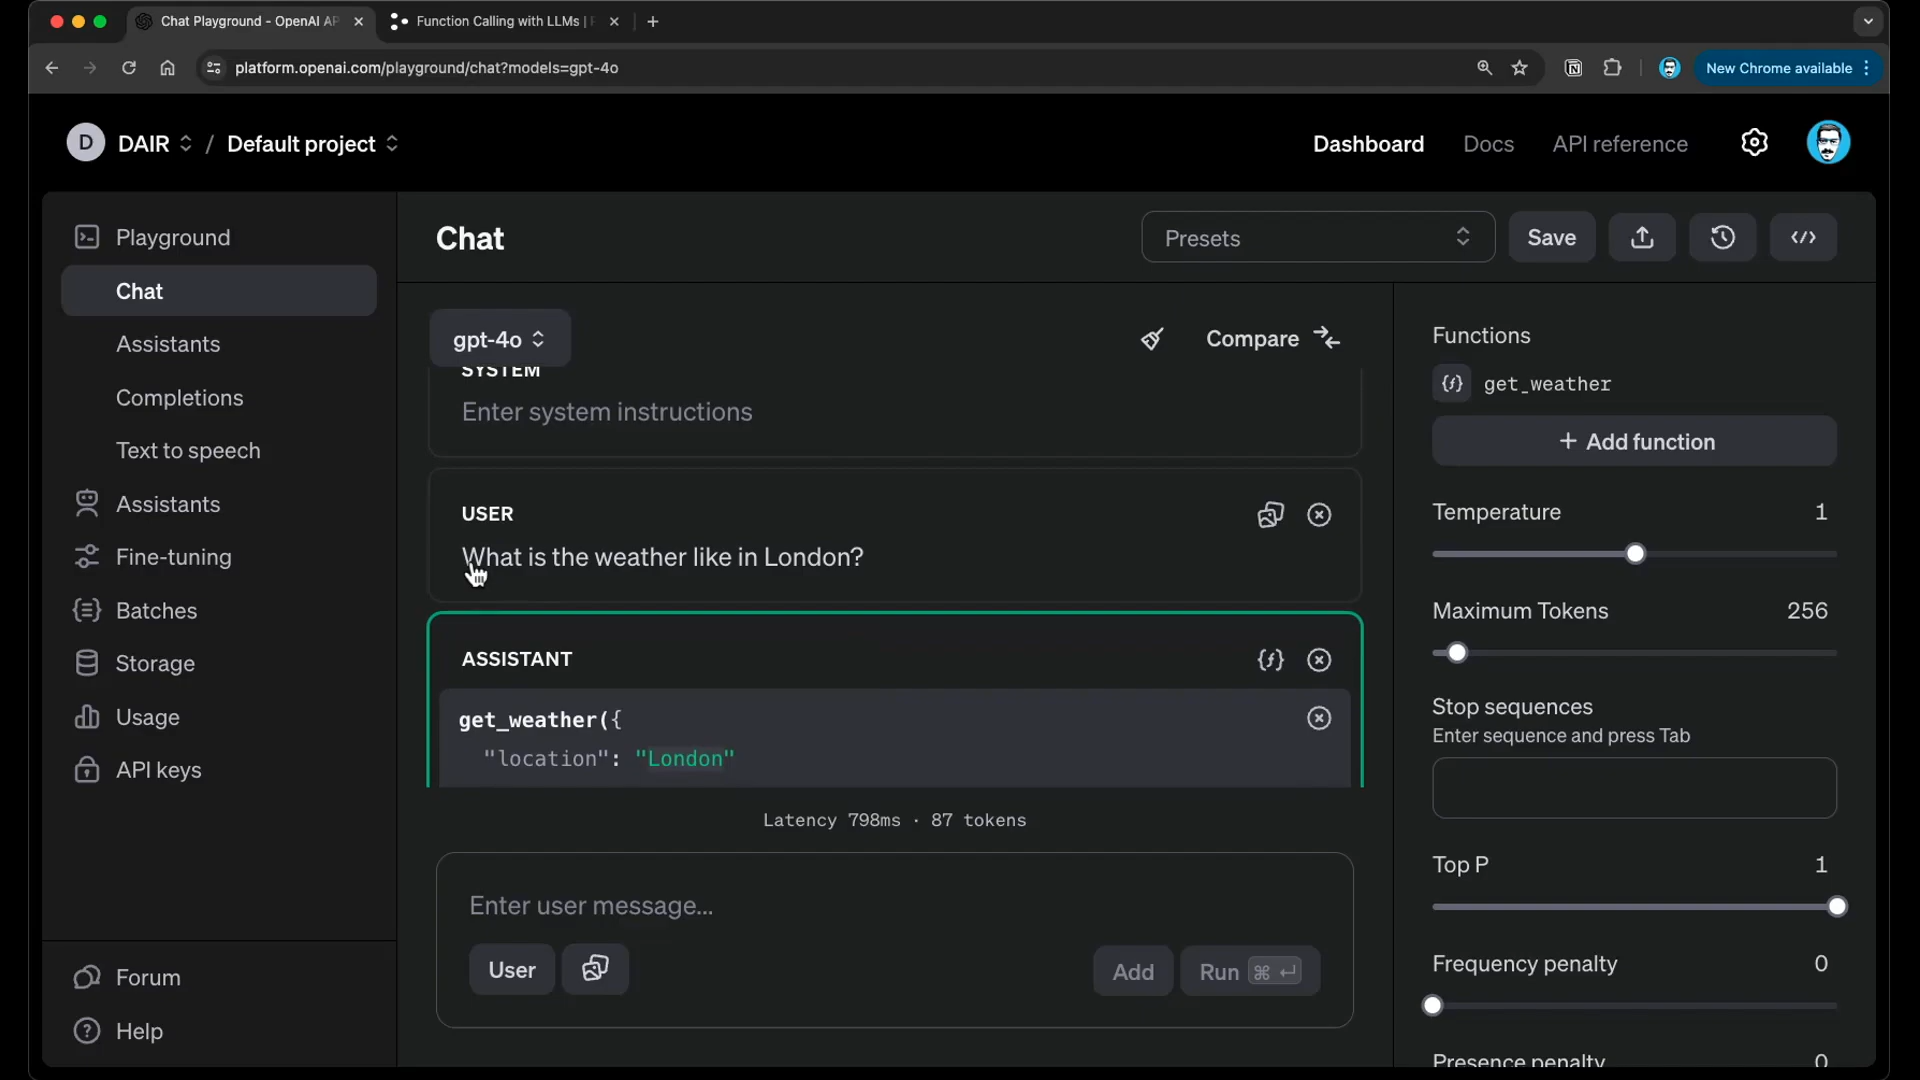 Chat Playground - OpenAI AP
Function Calling with LLMs |
platform.openai.com/playground/chat?models=gpt-4o
New Chrome available
D DAIR / Default project
Dashboard Docs API reference
Playground
Chat
Assistants
Completions
Text to speech
Assistants
Fine-tuning
Batches
Storage
Usage
API keys
Forum
Help
Chat
Presets
Save
gpt-4o
Compare
SYSTEM
Enter system instructions
USER
What is the weather like in London?
ASSISTANT
get_weather({
"location": "London"
Latency 798ms · 87 tokens
Enter user message...
User
Add
Run ⌘ ↵
Functions
get_weather
+ Add function
Temperature 1
Maximum Tokens 256
Stop sequences
Enter sequence and press Tab
Top P 1
Frequency penalty 0
Presence penalty 0